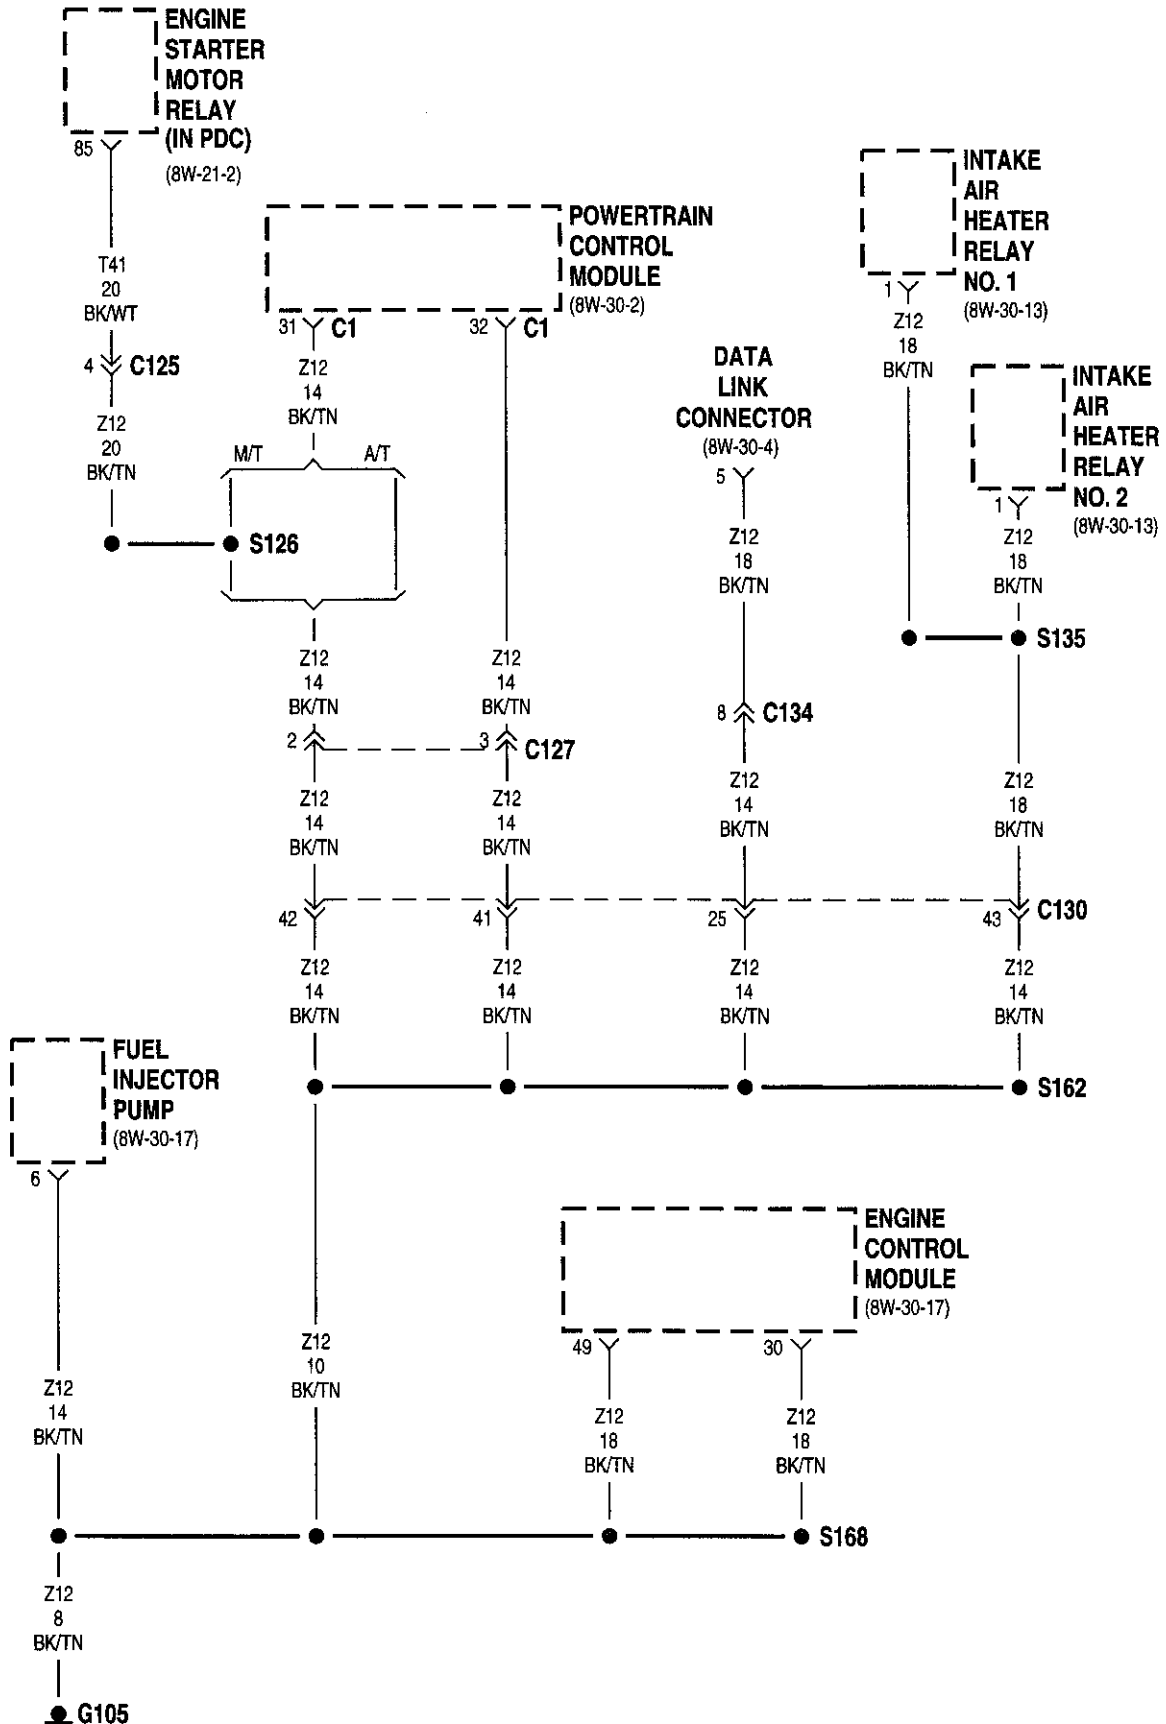 ENGINE
STARTER
MOTOR
RELAY
(IN PDC)
(8W-21-2)
85
T41
20
BK/WT
4
C125
Z12
20
BK/TN
POWERTRAIN
CONTROL
MODULE
(8W-30-2)
31
C1
32
C1
Z12
14
BK/TN
M/T
A/T
S126
INTAKE
AIR
HEATER
RELAY
NO. 1
(8W-30-13)
1
Z12
18
BK/TN
DATA
LINK
CONNECTOR
(8W-30-4)
5
Z12
18
BK/TN
INTAKE
AIR
HEATER
RELAY
NO. 2
(8W-30-13)
1
Z12
18
BK/TN
S135
Z12
14
BK/TN
Z12
14
BK/TN
2
3
C127
8
C134
Z12
14
BK/TN
Z12
14
BK/TN
Z12
14
BK/TN
Z12
18
BK/TN
42
41
25
43
C130
Z12
14
BK/TN
Z12
14
BK/TN
Z12
14
BK/TN
Z12
14
BK/TN
S162
FUEL
INJECTOR
PUMP
(8W-30-17)
6
ENGINE
CONTROL
MODULE
(8W-30-17)
49
30
Z12
14
BK/TN
Z12
10
BK/TN
Z12
18
BK/TN
Z12
18
BK/TN
S168
Z12
8
BK/TN
G105